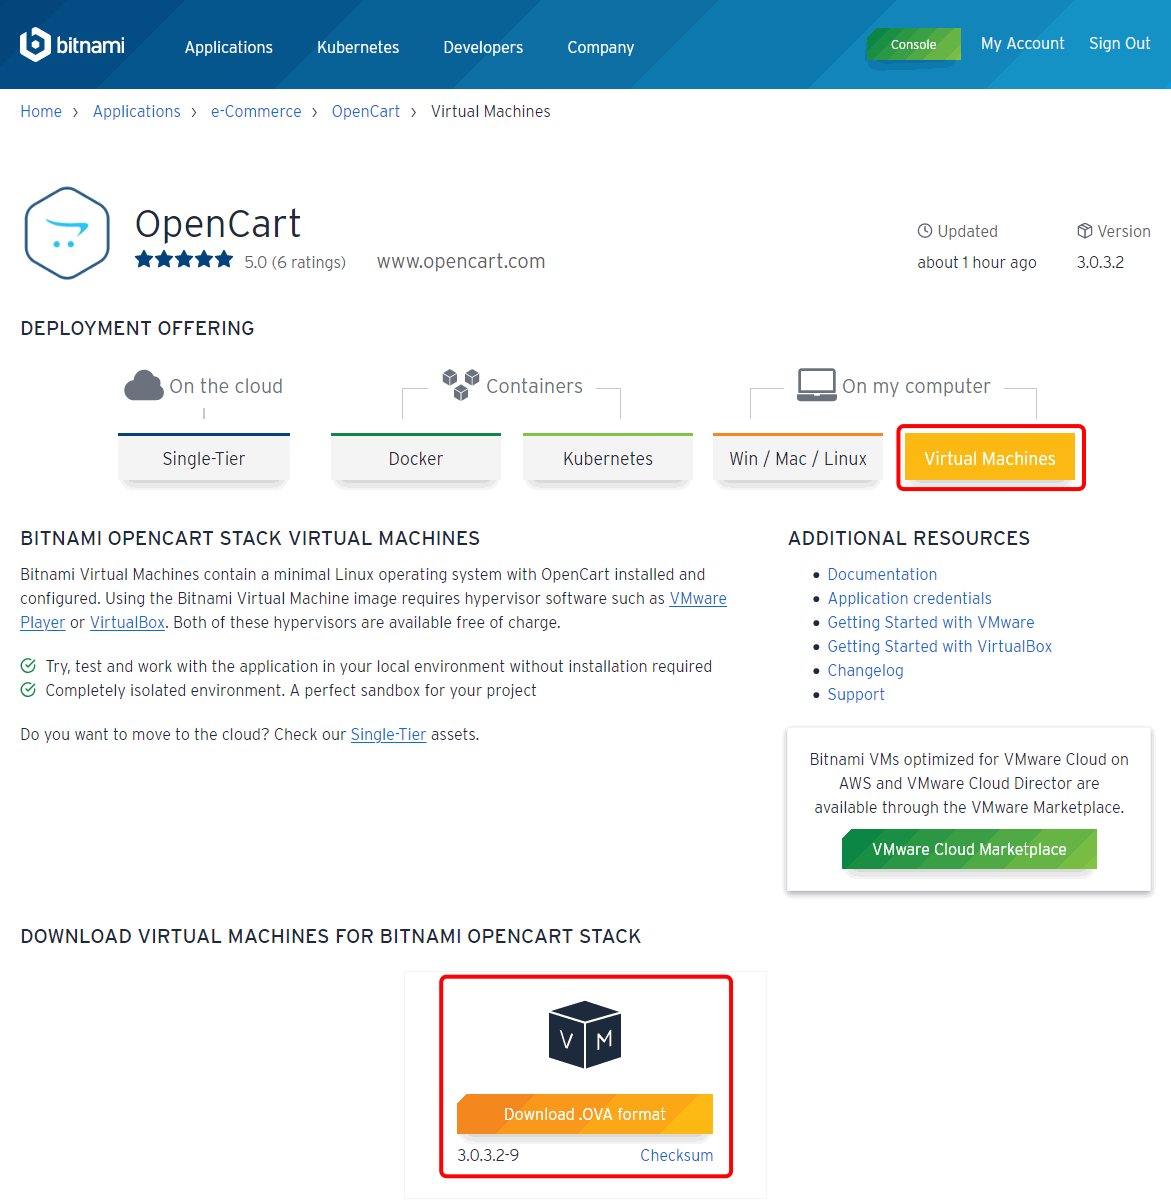 bitnami
Applications
Kubernetes
Developers
Company
Console
My Account
Sign Out
Home › Applications › e-Commerce › OpenCart › Virtual Machines
OpenCart
5.0 (6 ratings)
www.opencart.com
Updated
about 1 hour ago
Version
3.0.3.2
DEPLOYMENT OFFERING
On the cloud
Containers
On my computer
Single-Tier
Docker
Kubernetes
Win / Mac / Linux
Virtual Machines
BITNAMI OPENCART STACK VIRTUAL MACHINES
Bitnami Virtual Machines contain a minimal Linux operating system with OpenCart installed and
configured. Using the Bitnami Virtual Machine image requires hypervisor software such as VMware
Player or VirtualBox. Both of these hypervisors are available free of charge.
Try, test and work with the application in your local environment without installation required
Completely isolated environment. A perfect sandbox for your project
Do you want to move to the cloud? Check our Single-Tier assets.
ADDITIONAL RESOURCES
Documentation
Application credentials
Getting Started with VMware
Getting Started with VirtualBox
Changelog
Support
Bitnami VMs optimized for VMware Cloud on
AWS and VMware Cloud Director are
available through the VMware Marketplace.
VMware Cloud Marketplace
DOWNLOAD VIRTUAL MACHINES FOR BITNAMI OPENCART STACK
V M
Download .OVA format
3.0.3.2-9
Checksum